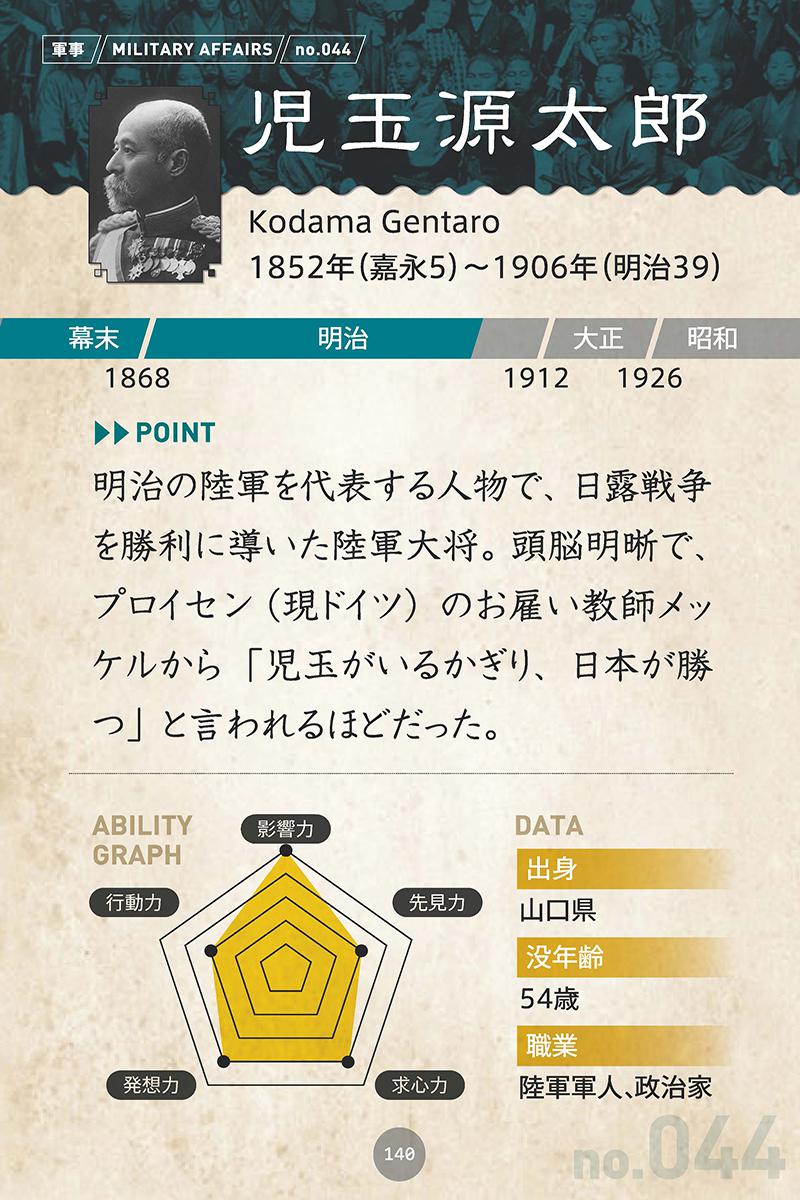 軍事 MILITARY AFFAIRS no.044
児玉源太郎
Kodama Gentaro
1852年(嘉永5)〜1906年(明治39)
幕末 明治 大正 昭和
1868 1912 1926
POINT
明治の陸軍を代表する人物で、日露戦争
を勝利に導いた陸軍大将。頭脳明晰で、
プロイセン(現ドイツ)のお雇い教師メッ
ケルから「児玉がいるかぎり、日本が勝
つ」と言われるほどだった。
ABILITY
GRAPH
影響力
行動力
先見力
発想力
求心力
DATA
出身
山口県
没年齢
54歳
職業
陸軍軍人、政治家
140
no.044